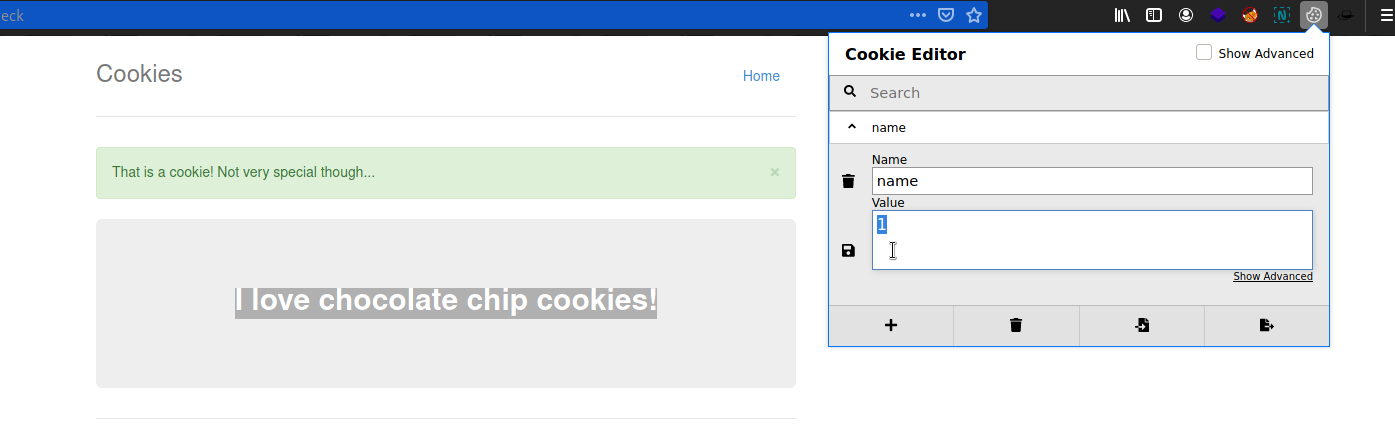 eck
Cookie Editor
Show Advanced
Cookies
Home
Search
name
That is a cookie! Not very special though...
×
Name
name
Value
1
Show Advanced
I love chocolate chip cookies!